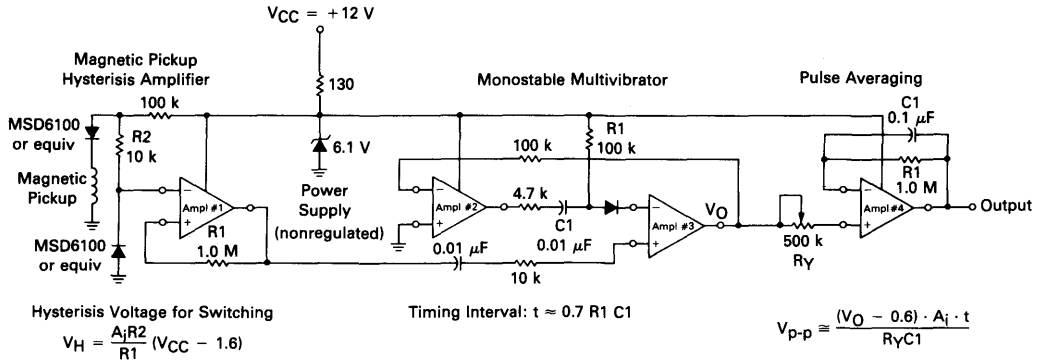 VCC = +12 V
Magnetic Pickup
Hysterisis Amplifier
130
Monostable Multivibrator
Pulse Averaging
100 k
MSD6100
or equiv
R2
10 k
6.1 V
R1
100 k
100 k
C1
0.1 μF
R1
1.0 M
Magnetic
Pickup
Ampl #1
Power
Supply
(nonregulated)
Ampl #2
4.7 k
C1
Ampl #3
VO
Ampl #4
Output
500 k
RY
MSD6100
or equiv
R1
1.0 M
0.01 μF
0.01 μF
10 k
Hysterisis Voltage for Switching
VH = AiR2/R1 (VCC − 1.6)
Timing Interval: t ≈ 0.7 R1 C1
Vp-p ≅ (VO − 0.6) · Ai · t/RYC1